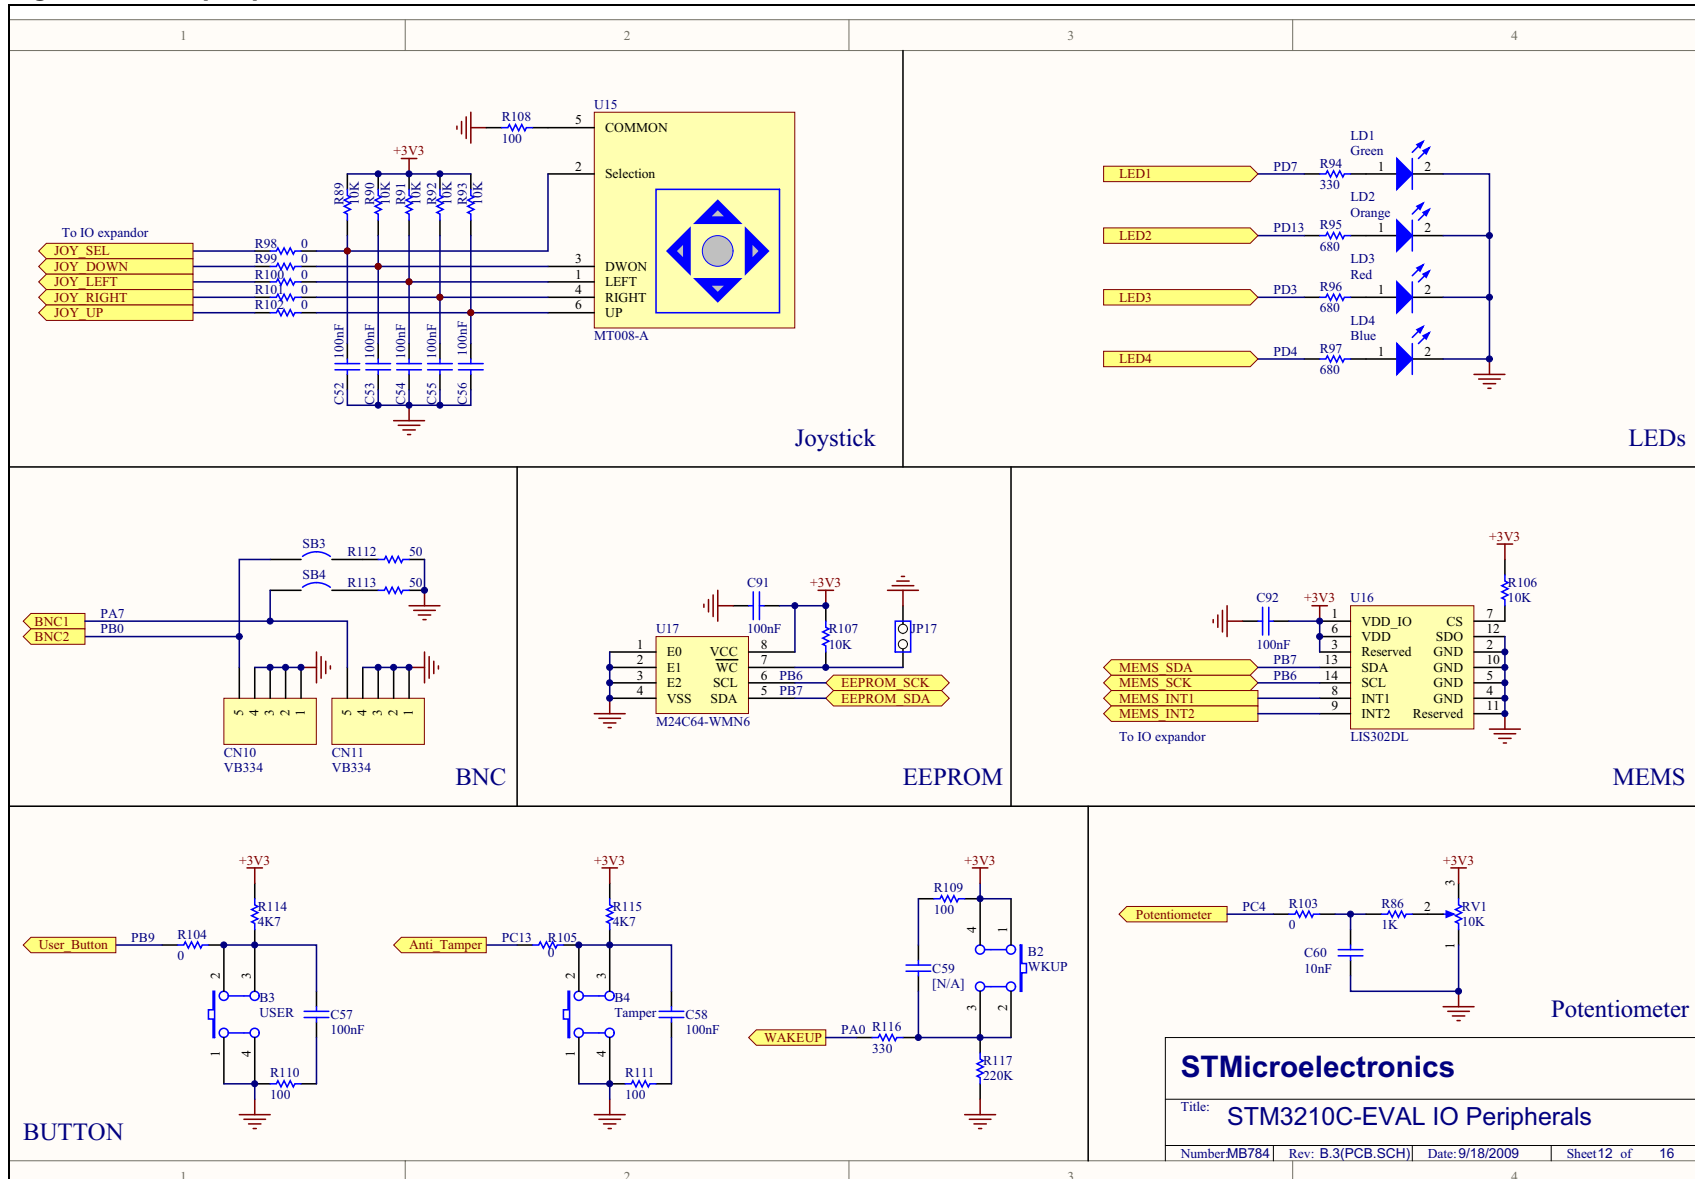 1 2 3 4
U15
R108
100
5 COMMON
2 Selection
3 DWON
1 LEFT
4 RIGHT
6 UP
MT008-A
+3V3
R89 10K
R90 10K
R91 10K
R92 10K
R93 10K
To IO expandor
JOY_SEL R98 0
JOY_DOWN R99 0
JOY_LEFT R100 0
JOY_RIGHT R101 0
JOY_UP R102 0
C52 100nF
C53 100nF
C54 100nF
C55 100nF
C56 100nF
Joystick
LD1
Green
LED1 PD7 R94 1 2
330
LD2
Orange
LED2 PD13 R95 1 2
680
LD3
Red
LED3 PD3 R96 1 2
680
LD4
Blue
LED4 PD4 R97 1 2
680
LEDs
SB3 R112 50
SB4 R113 50
BNC1 PA7
BNC2 PB0
5 4 3 2 1
5 4 3 2 1
CN10
VB334
CN11
VB334
BNC
C91
100nF
+3V3
R107
10K
JP17
U17
1 E0 VCC 8
2 E1 WC 7
3 E2 SCL 6 PB6 EEPROM_SCK
4 VSS SDA 5 PB7 EEPROM_SDA
M24C64-WMN6
EEPROM
+3V3
R106
10K
C92
100nF
+3V3
U16
1 VDD_IO CS 7
6 VDD SDO 12
3 Reserved GND 2
MEMS_SDA PB7 13 SDA GND 10
MEMS_SCK PB6 14 SCL GND 5
MEMS_INT1 8 INT1 GND 4
MEMS_INT2 9 INT2 Reserved 11
To IO expandor
LIS302DL
MEMS
+3V3
R114
4K7
User_Button PB9 R104
0
2 3
B3
USER
C57
100nF
1 4
R110
100
+3V3
R115
4K7
Anti_Tamper PC13 R105
0
2 3
B4
Tamper
C58
100nF
1 4
R111
100
+3V3
R109
100
4 1
B2
WKUP
C59
[N/A]
3 2
WAKEUP PA0 R116
330
R117
220K
BUTTON
+3V3
3
Potentiometer PC4 R103 R86 2 RV1
0 1K 10K
1
C60
10nF
Potentiometer
STMicroelectronics
Title: STM3210C-EVAL IO Peripherals
Number:MB784 Rev: B.3(PCB.SCH) Date:9/18/2009 Sheet12 of 16
1 2 3 4